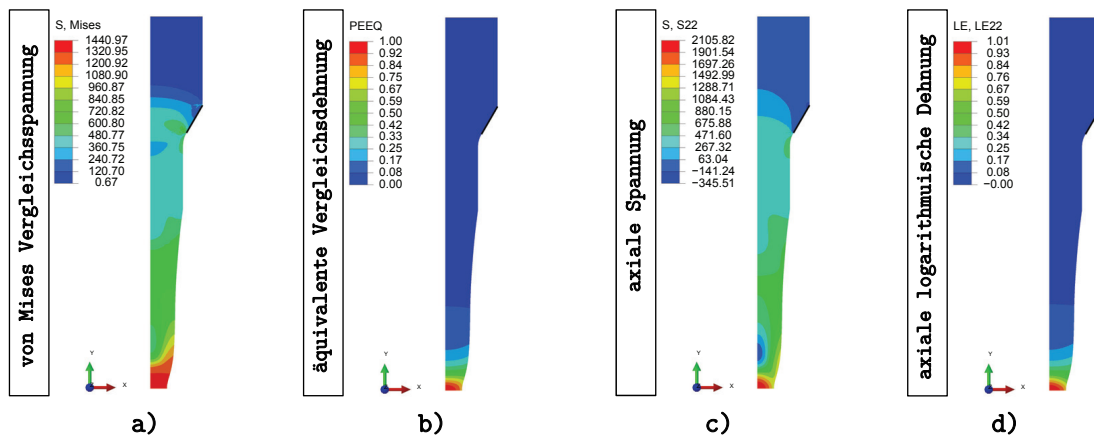 von Mises Vergleichsspannung
S, Mises
1440.97
1320.95
1200.92
1080.90
960.87
840.85
720.82
600.80
480.77
360.75
240.72
120.70
0.67
Y
X
a)
äquivalente Vergleichsdehnung
PEEQ
1.00
0.92
0.84
0.75
0.67
0.59
0.50
0.42
0.33
0.25
0.17
0.08
0.00
Y
X
b)
axiale Spannung
S, S22
2105.82
1901.54
1697.26
1492.99
1288.71
1084.43
880.15
675.88
471.60
267.32
63.04
−141.24
−345.51
Y
X
c)
axiale logarithmuische Dehnung
LE, LE22
1.01
0.93
0.84
0.76
0.67
0.59
0.50
0.42
0.34
0.25
0.17
0.08
−0.00
Y
X
d)